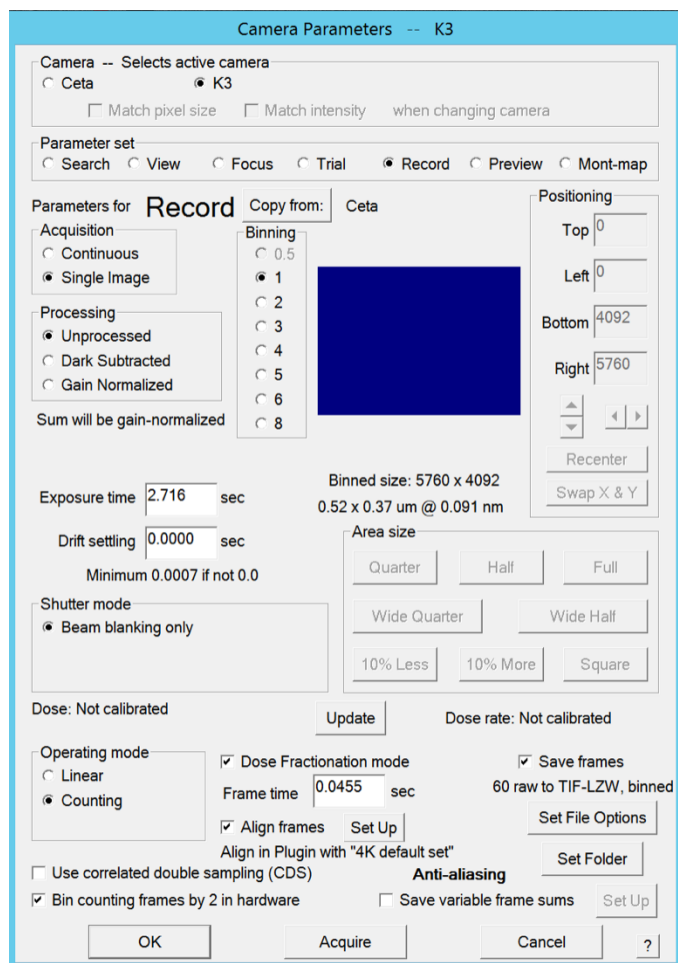 Camera Parameters -- K3
Camera -- Selects active camera
Ceta K3
Match pixel size Match intensity when changing camera
Parameter set
Search View Focus Trial Record Preview Mont-map
Parameters for Record Copy from: Ceta
Acquisition
Continuous
Single Image
Processing
Unprocessed
Dark Subtracted
Gain Normalized
Sum will be gain-normalized
Binning
0.5
1
2
3
4
5
6
8
Positioning
Top 0
Left 0
Bottom 4092
Right 5760
Recenter
Swap X & Y
Binned size: 5760 x 4092
0.52 x 0.37 um @ 0.091 nm
Exposure time 2.716 sec
Drift settling 0.0000 sec
Minimum 0.0007 if not 0.0
Shutter mode
Beam blanking only
Area size
Quarter Half Full
Wide Quarter Wide Half
10% Less 10% More Square
Dose: Not calibrated Update Dose rate: Not calibrated
Operating mode
Linear
Counting
Dose Fractionation mode
Frame time 0.0455 sec
Align frames Set Up
Align in Plugin with "4K default set"
Save frames
60 raw to TIF-LZW, binned
Set File Options
Set Folder
Use correlated double sampling (CDS) Anti-aliasing
Bin counting frames by 2 in hardware Save variable frame sums Set Up
OK Acquire Cancel ?